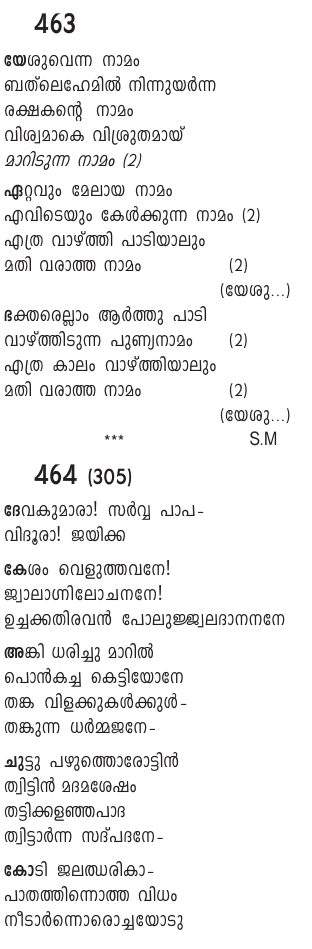 463
യേശുവെന്ന നാമം
ബത്‌ലെഹേമിൽ നിന്നുയർന്ന
രക്ഷകന്റെ നാമം
വിശ്വമാകെ വിശ്രുതമായ്
മാറിടുന്ന നാമം (2)
ഏറ്റവും മേലായ നാമം
എവിടെയും കേൾക്കുന്ന നാമം (2)
എത്ര വാഴ്ത്തി പാടിയാലും
മതി വരാത്ത നാമം (2)
(യേശു...)
ഭക്തരെല്ലാം ആർത്തു പാടി
വാഴ്ത്തിടുന്ന പുണ്യനാമം (2)
എത്ര കാലം വാഴ്ത്തിയാലും
മതി വരാത്ത നാമം (2)
(യേശു...)
*** S.M
464 (305)
ദേവകുമാരാ! സർവ്വ പാപ-
വിദൂരാ! ജയിക്ക
കേശം വെളുത്തവനേ!
ജ്വാലാഗ്നിലോചനനേ!
ഉച്ചക്കതിരവൻ പോലുജ്ജ്വലദാനനനേ
അങ്കി ധരിച്ചു മാറിൽ
പൊൻകച്ച കെട്ടിയോനേ
തങ്ക വിളക്കുകൾക്കുൾ-
തങ്കുന്ന ധർമ്മജനേ-
ചുട്ടു പഴുത്തൊരോട്ടിൻ
ത്വിട്ടിൻ മദമശേഷം
തട്ടിക്കളഞ്ഞപാദ
ത്വിട്ടാർന്ന സദ്പദനേ-
കോടി ജലഝരികാ-
പാതത്തിന്നൊത്ത വിധം
നീടാർന്നൊരൊച്ചയോടു